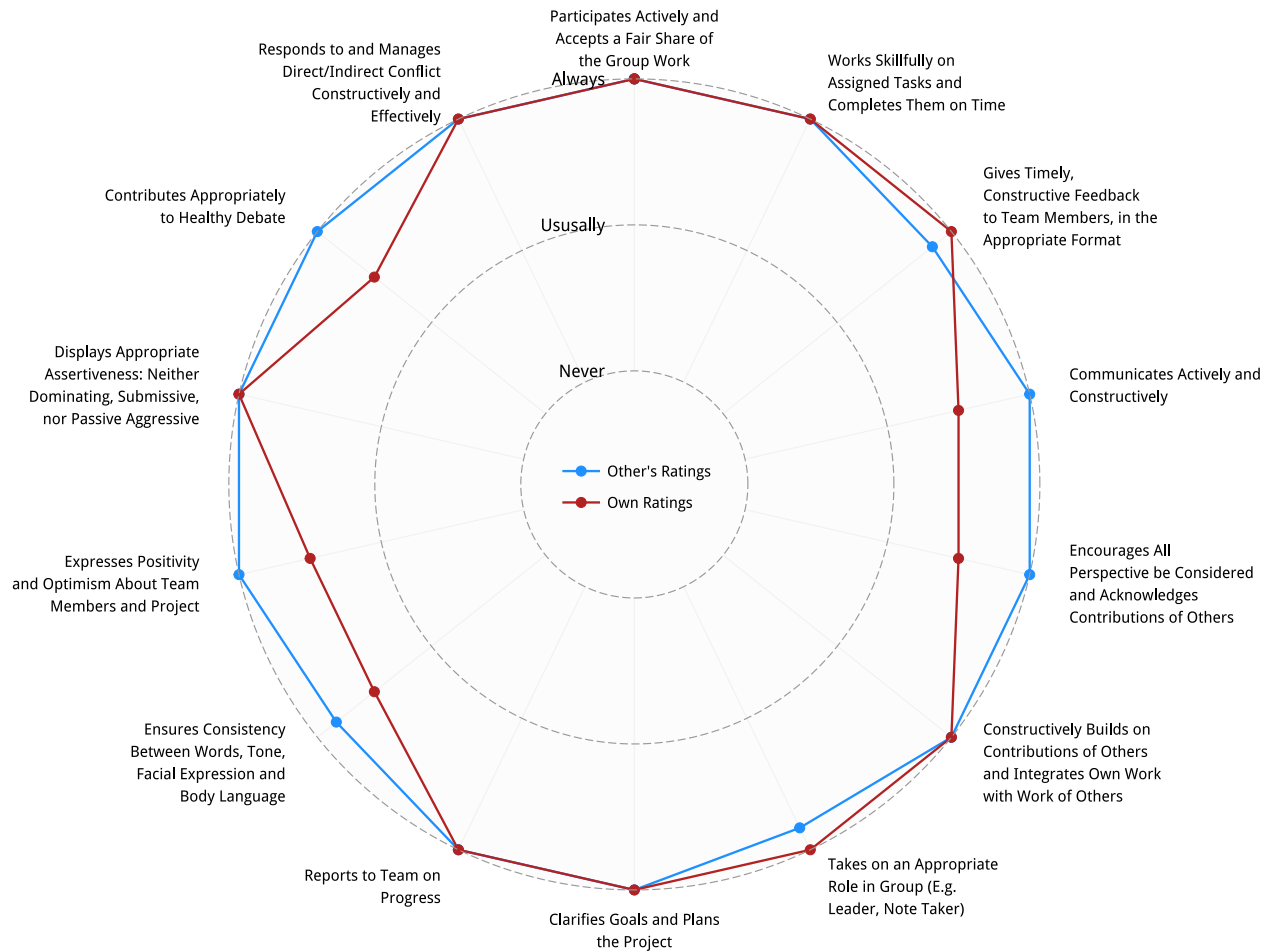 Participates Actively and
Accepts a Fair Share of
the Group Work
Responds to and Manages
Direct/Indirect Conflict
Constructively and
Effectively
Always
Works Skillfully on
Assigned Tasks and
Completes Them on Time
Contributes Appropriately
to Healthy Debate
Ususally
Gives Timely,
Constructive Feedback
to Team Members, in the
Appropriate Format
Displays Appropriate
Assertiveness: Neither
Dominating, Submissive,
nor Passive Aggressive
Never
Communicates Actively and
Constructively
Other's Ratings
Own Ratings
Expresses Positivity
and Optimism About Team
Members and Project
Encourages All
Perspective be Considered
and Acknowledges
Contributions of Others
Ensures Consistency
Between Words, Tone,
Facial Expression and
Body Language
Constructively Builds on
Contributions of Others
and Integrates Own Work
with Work of Others
Reports to Team on
Progress
Clarifies Goals and Plans
the Project
Takes on an Appropriate
Role in Group (E.g.
Leader, Note Taker)